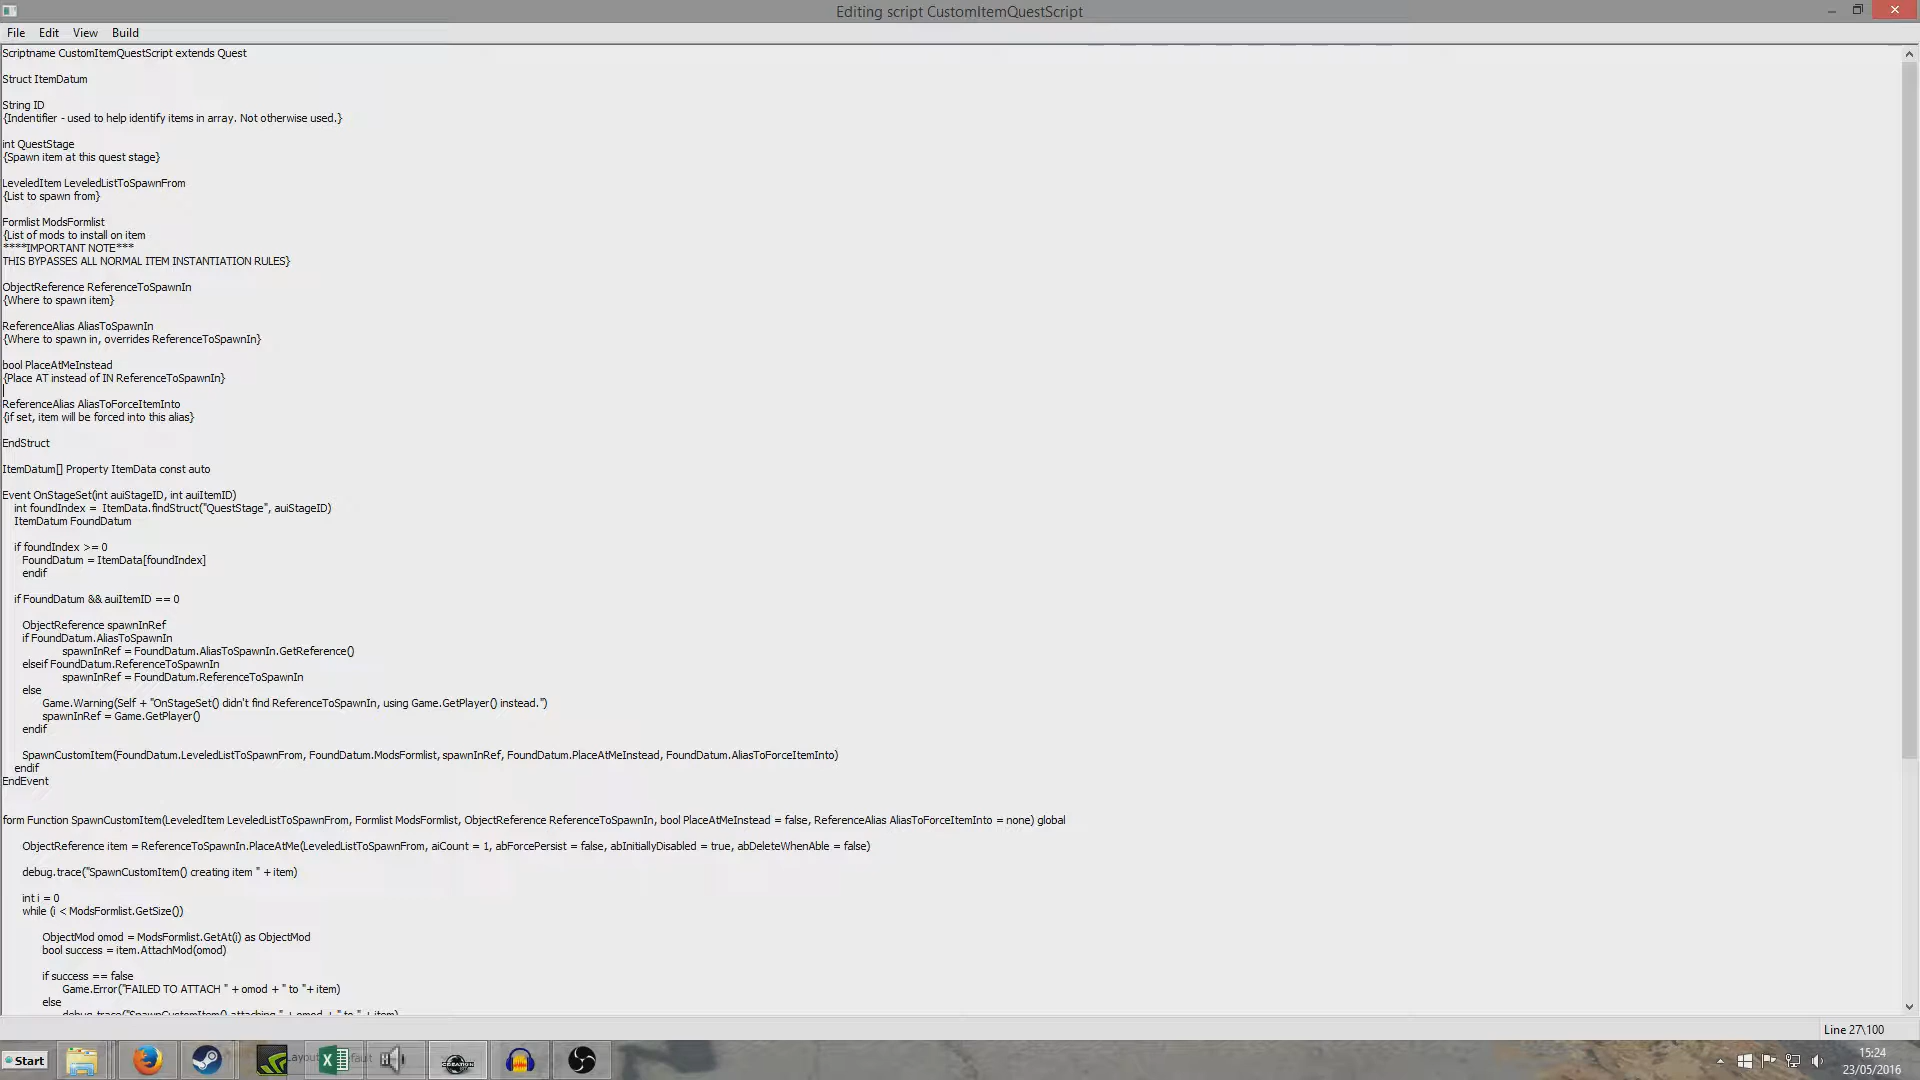 Editing script CustomItemQuestScript
File Edit View Build
Scriptname CustomItemQuestScript extends Quest
Struct ItemDatum
String ID
{Indentifier - used to help identify items in array. Not otherwise used.}
int QuestStage
{Spawn item at this quest stage}
LeveledItem LeveledListToSpawnFrom
{List to spawn from}
Formlist ModsFormlist
{List of mods to install on item
****IMPORTANT NOTE***
THIS BYPASSES ALL NORMAL ITEM INSTANTIATION RULES}
ObjectReference ReferenceToSpawnIn
{Where to spawn item}
ReferenceAlias AliasToSpawnIn
{Where to spawn in, overrides ReferenceToSpawnIn}
bool PlaceAtMeInstead
{Place AT instead of IN ReferenceToSpawnIn}
ReferenceAlias AliasToForceItemInto
{if set, item will be forced into this alias}
EndStruct
ItemDatum[] Property ItemData const auto
Event OnStageSet(int auiStageID, int auiItemID)
int foundIndex = ItemData.findStruct("QuestStage", auiStageID)
ItemDatum FoundDatum
if foundIndex >= 0
FoundDatum = ItemData[foundIndex]
endif
if FoundDatum && auiItemID == 0
ObjectReference spawnInRef
if FoundDatum.AliasToSpawnIn
spawnInRef = FoundDatum.AliasToSpawnIn.GetReference()
elseif FoundDatum.ReferenceToSpawnIn
spawnInRef = FoundDatum.ReferenceToSpawnIn
else
Game.Warning(Self + "OnStageSet() didn't find ReferenceToSpawnIn, using Game.GetPlayer() instead.")
spawnInRef = Game.GetPlayer()
endif
SpawnCustomItem(FoundDatum.LeveledListToSpawnFrom, FoundDatum.ModsFormlist, spawnInRef, FoundDatum.PlaceAtMeInstead, FoundDatum.AliasToForceItemInto)
endif
EndEvent
form Function SpawnCustomItem(LeveledItem LeveledListToSpawnFrom, Formlist ModsFormlist, ObjectReference ReferenceToSpawnIn, bool PlaceAtMeInstead = false, ReferenceAlias AliasToForceItemInto = none) global
ObjectReference item = ReferenceToSpawnIn.PlaceAtMe(LeveledListToSpawnFrom, aiCount = 1, abForcePersist = false, abInitiallyDisabled = true, abDeleteWhenAble = false)
debug.trace("SpawnCustomItem() creating item " + item)
int i = 0
while (i < ModsFormlist.GetSize())
ObjectMod omod = ModsFormlist.GetAt(i) as ObjectMod
bool success = item.AttachMod(omod)
if success == false
Game.Error("FAILED TO ATTACH " + omod + " to "+ item)
else
debug.trace("SpawnCustomItem() attaching " + omod + " to " + item)
Line 27\100
Start
CREATION
15:24
23/05/2016